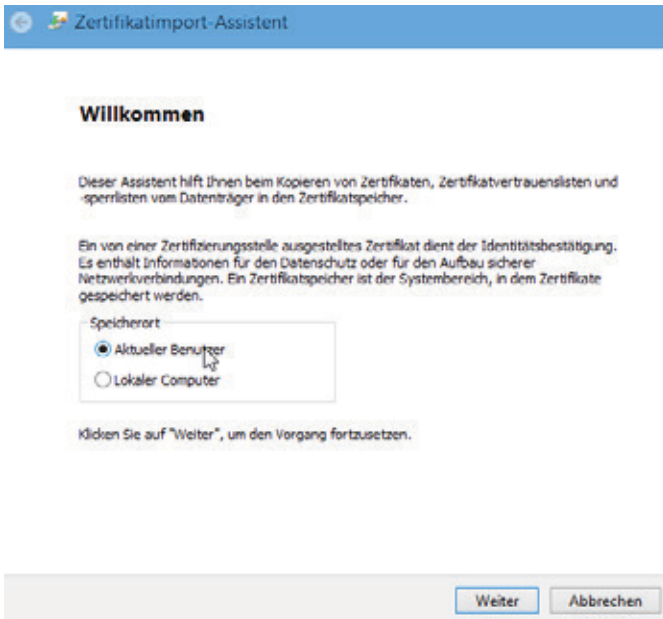 Zertifikatimport-Assistent
Willkommen
Dieser Assistent hilft Ihnen beim Kopieren von Zertifikaten, Zertifikatvertrauenslisten und
-sperrlisten vom Datenträger in den Zertifikatspeicher.
Ein von einer Zertifizierungsstelle ausgestelltes Zertifikat dient der Identitätsbestätigung.
Es enthält Informationen für den Datenschutz oder für den Aufbau sicherer
Netzwerkverbindungen. Ein Zertifikatspeicher ist der Systembereich, in dem Zertifikate
gespeichert werden.
Speicherort
Aktueller Benutzer
Lokaler Computer
Klicken Sie auf "Weiter", um den Vorgang fortzusetzen.
Weiter
Abbrechen